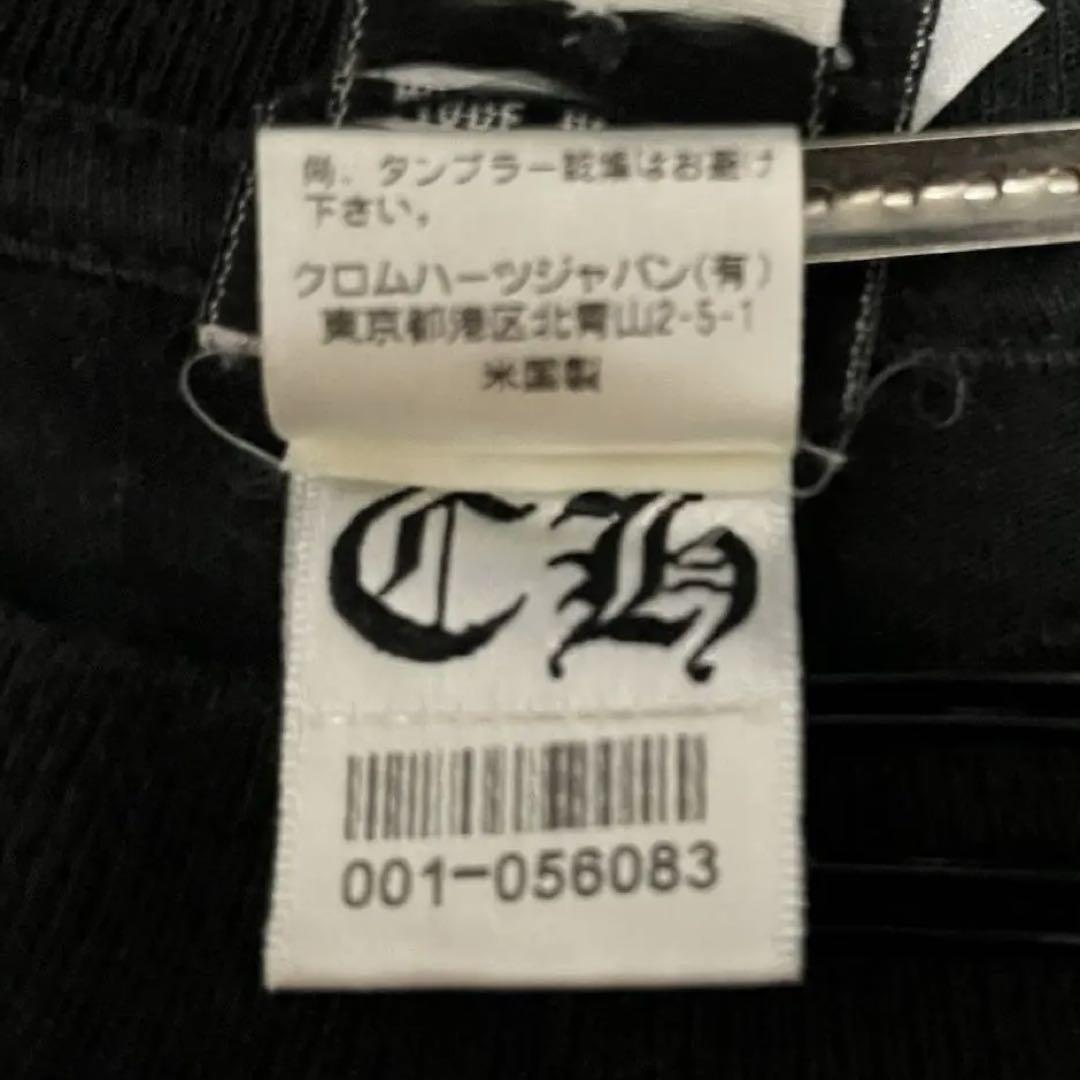 尚、タンブラー乾燥はお避け
下さい。
クロムハーツジャパン(有)
東京都港区北青山2-5-1
米国製
CH
001-056083